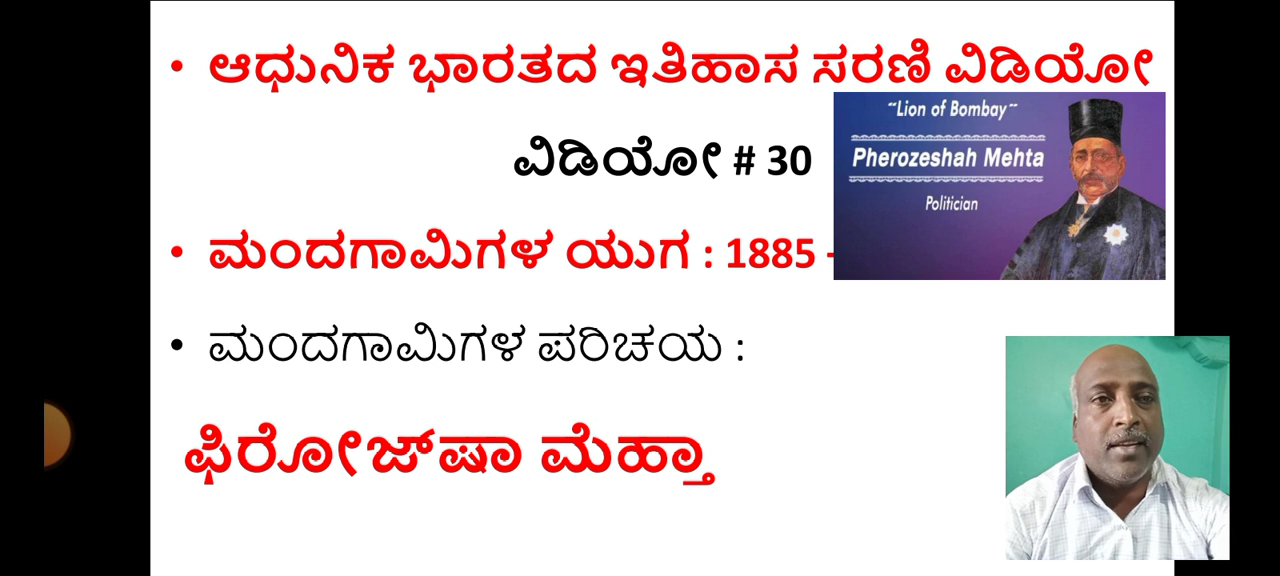 • ಆಧುನಿಕ ಭಾರತದ ಇತಿಹಾಸ ಸರಣಿ ವಿಡಿಯೋ
~Lion of Bombay~
ವಿಡಿಯೋ # 30
Pherozeshah Mehta
Politician
• ಮಂದಗಾಮಿಗಳ ಯುಗ : 1885 -
• ಮಂದಗಾಮಿಗಳ ಪರಿಚಯ :
ಫಿರೋಜ್‌ಷಾ ಮೆಹ್ತಾ